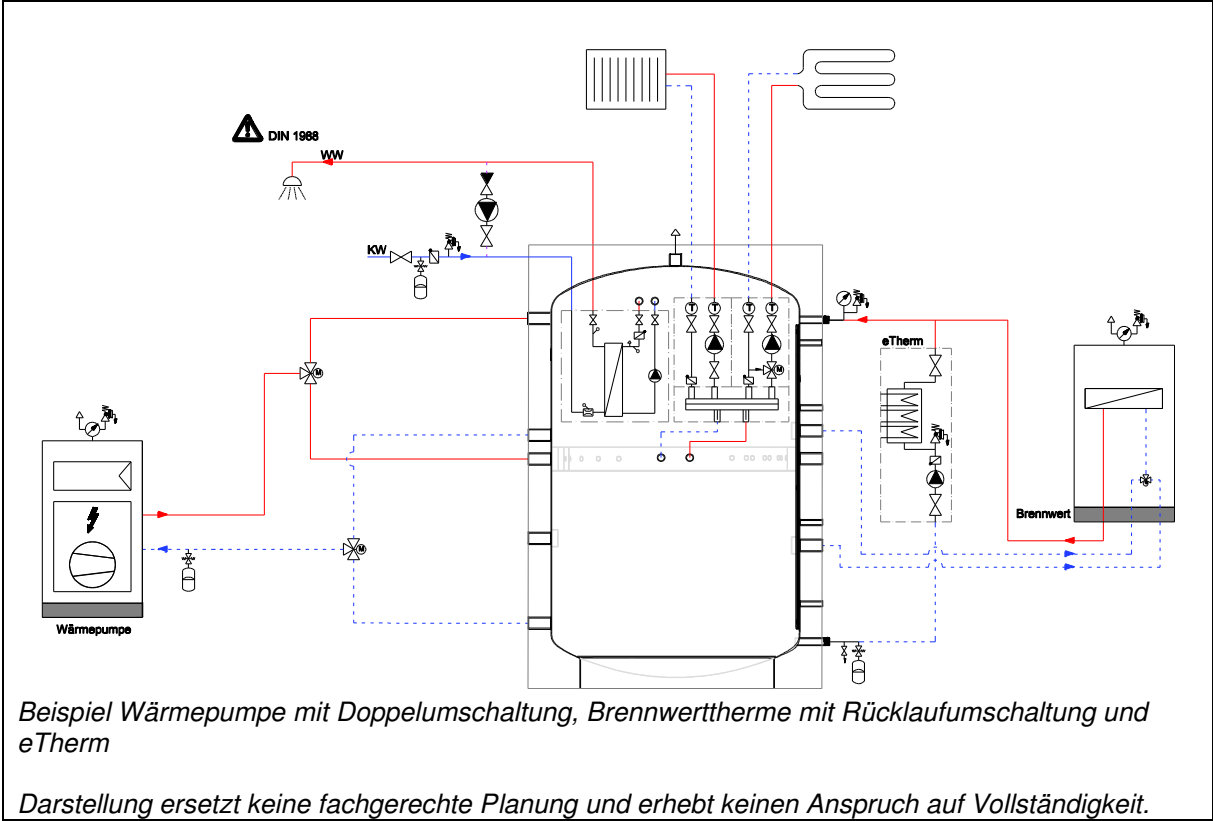 DIN 1988
WW
KW
T
T
T
T
M
M
M
eTherm
Brennwert
Wärmepumpe
Beispiel Wärmepumpe mit Doppelumschaltung, Brennwerttherme mit Rücklaufumschaltung und
eTherm
Darstellung ersetzt keine fachgerechte Planung und erhebt keinen Anspruch auf Vollständigkeit.